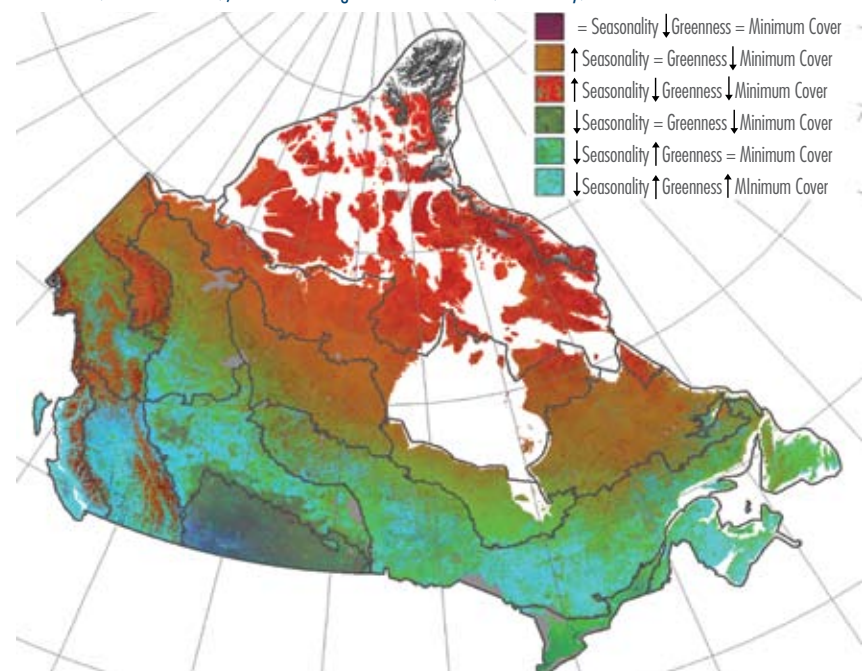 = Seasonality ↓Greenness = Minimum Cover
↑Seasonality = Greenness ↓Minimum Cover
↑Seasonality ↓Greenness ↓Minimum Cover
↓Seasonality = Greenness ↓Minimum Cover
↓Seasonality ↑Greenness = Minimum Cover
↓Seasonality ↑Greenness ↑MInimum Cover